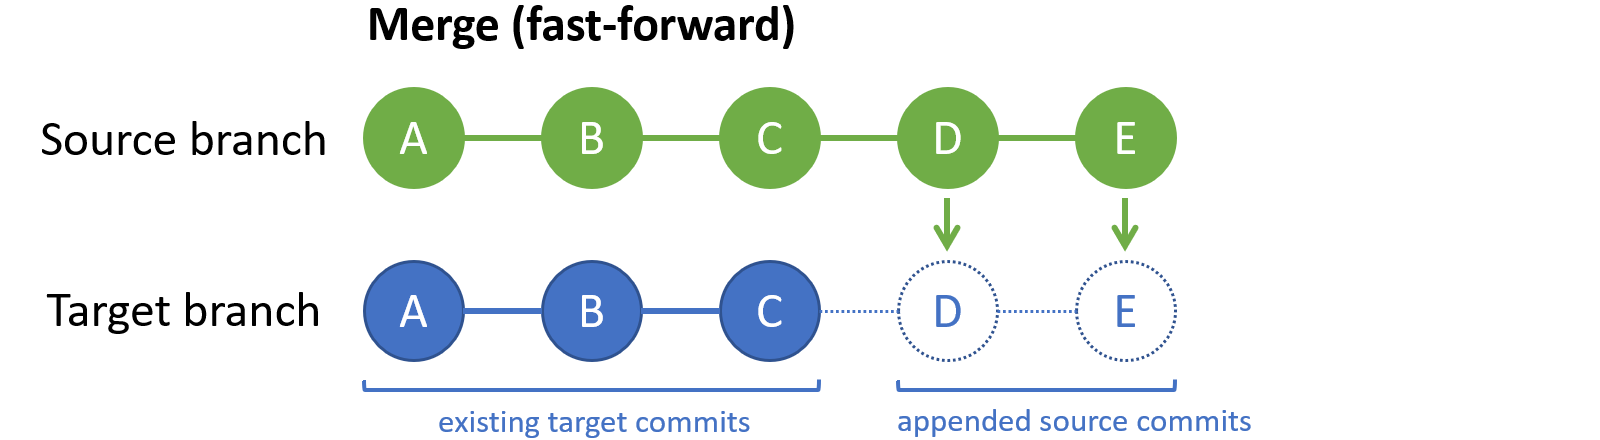 Merge (fast-forward)
Source branch A B C D E
Target branch A B C D E
existing target commits appended source commits